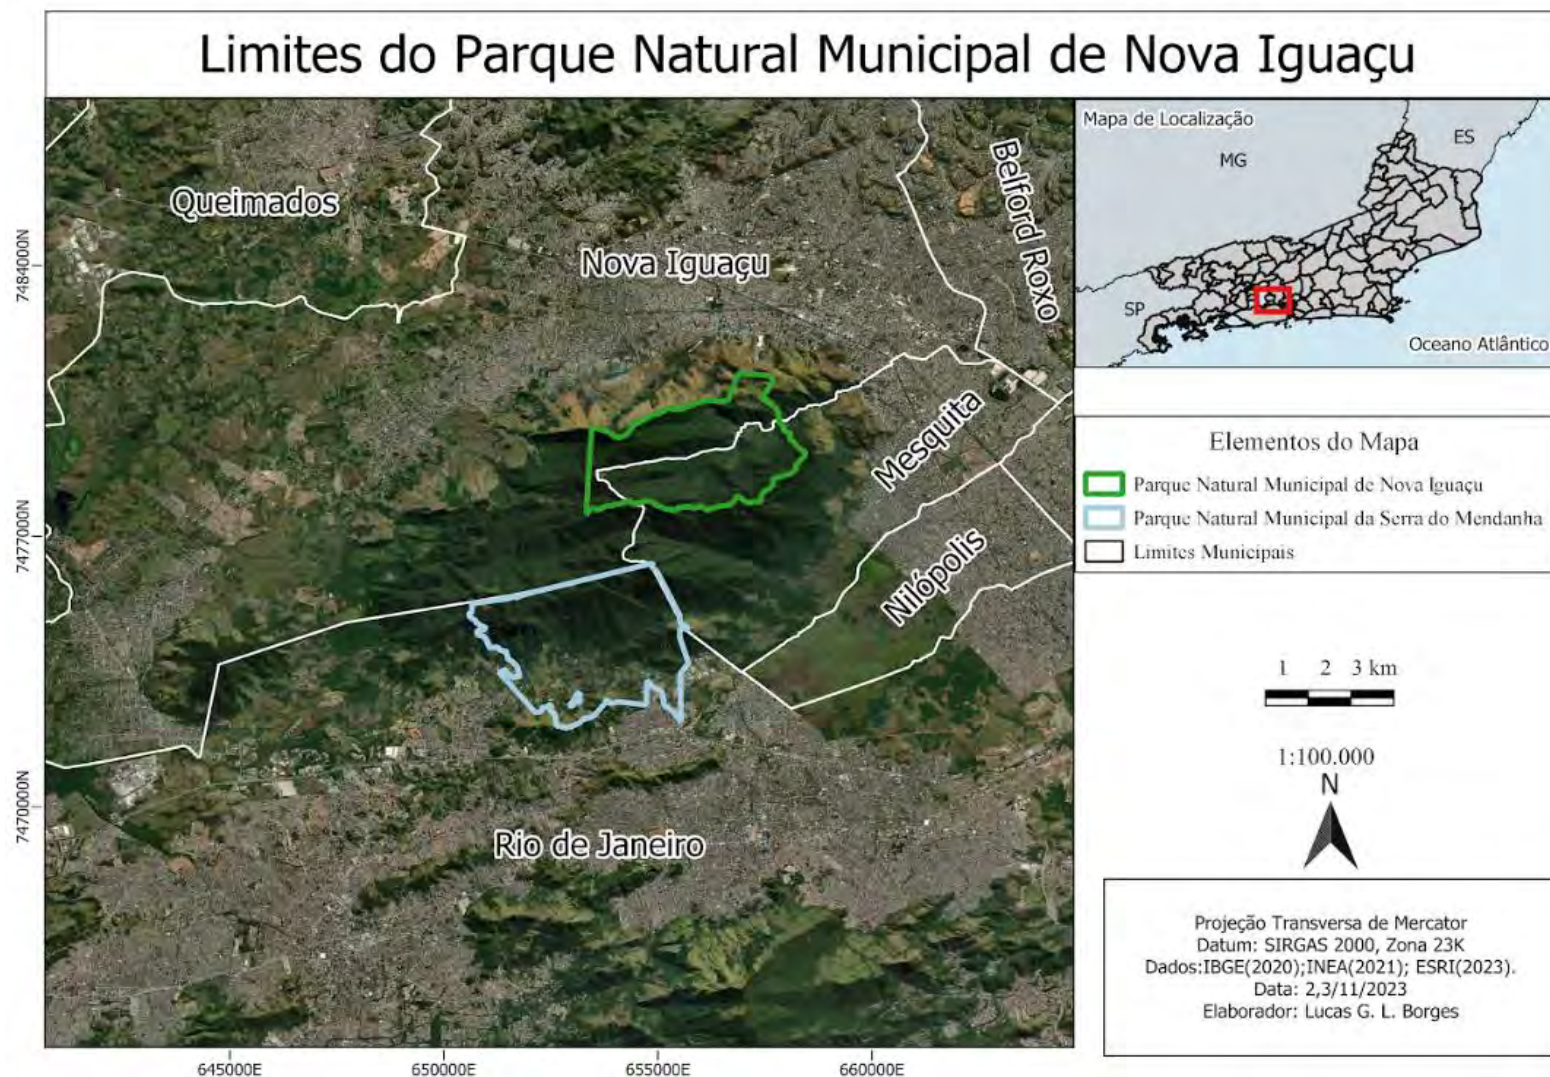 Limites do Parque Natural Municipal de Nova Iguaçu
Queimados
Nova Iguaçu
Belford Roxo
Mesquita
Nilópolis
Rio de Janeiro
7484000N
7477000N
7470000N
645000E
650000E
655000E
660000E
Mapa de Localização
MG
ES
SP
Oceano Atlântico
Elementos do Mapa
Parque Natural Municipal de Nova Iguaçu
Parque Natural Municipal da Serra do Mendanha
Limites Municipais
1 2 3 km
1:100.000
N
Projeção Transversa de Mercator
Datum: SIRGAS 2000, Zona 23K
Dados:IBGE(2020);INEA(2021); ESRI(2023).
Data: 2,3/11/2023
Elaborador: Lucas G. L. Borges